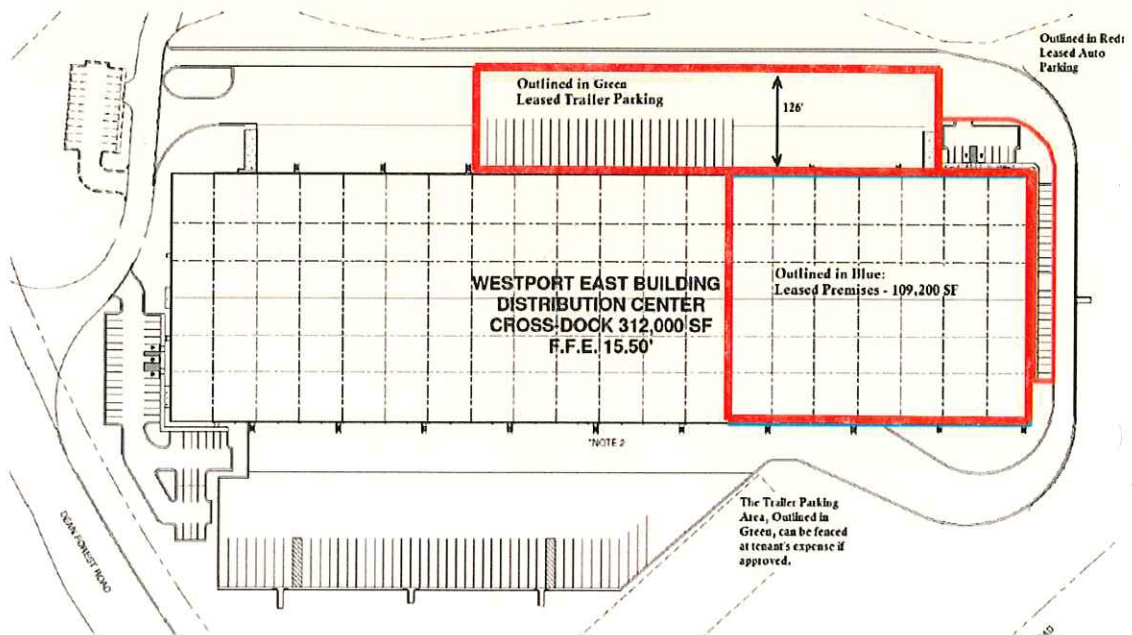 Outlined in Red:
Leased Auto
Parking
Outlined in Green
Leased Trailer Parking
126'
WESTPORT EAST BUILDING
DISTRIBUTION CENTER
CROSS-DOCK 312,000 SF
F.F.E. 15.50'
Outlined in Blue:
Leased Premises - 109,200 SF
*NOTE 2
The Trailer Parking
Area, Outlined in
Green, can be fenced
at tenant's expense if
approved.
DEAN FOREST ROAD